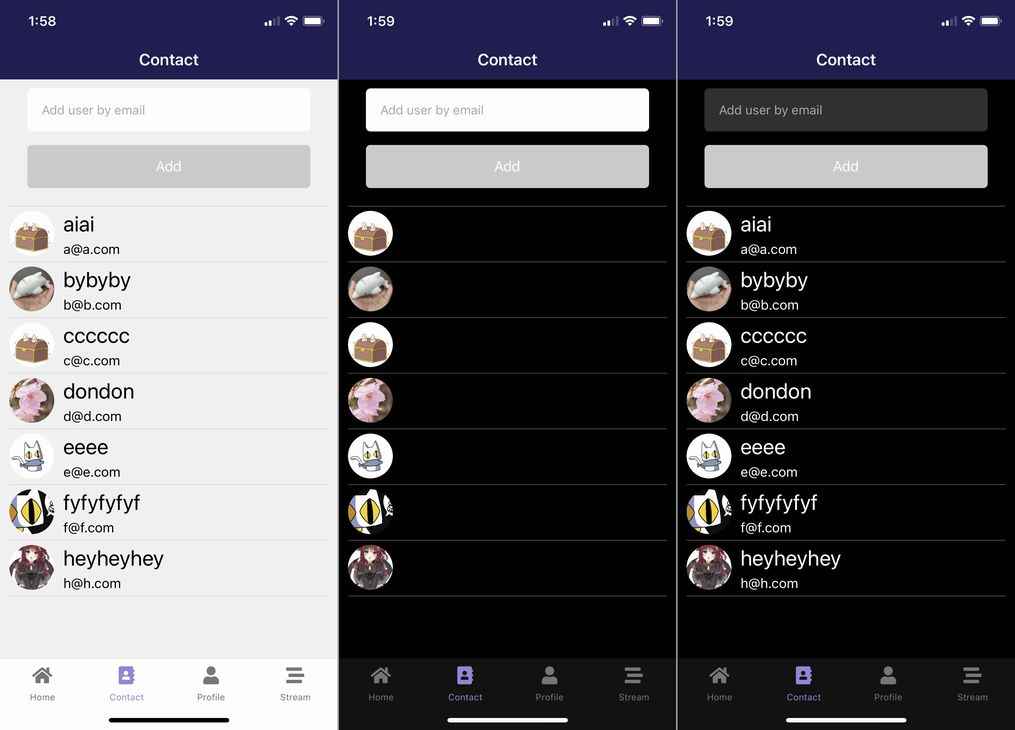 1:58
Contact
Add user by email
Add
aiai
a@a.com
bybyby
b@b.com
cccccc
c@c.com
dondon
d@d.com
eeee
e@e.com
fyfyfyfyf
f@f.com
heyheyhey
h@h.com
Home Contact Profile Stream
1:59
Contact
Add user by email
Add
Home Contact Profile Stream
1:59
Contact
Add user by email
Add
aiai
a@a.com
bybyby
b@b.com
cccccc
c@c.com
dondon
d@d.com
eeee
e@e.com
fyfyfyfyf
f@f.com
heyheyhey
h@h.com
Home Contact Profile Stream